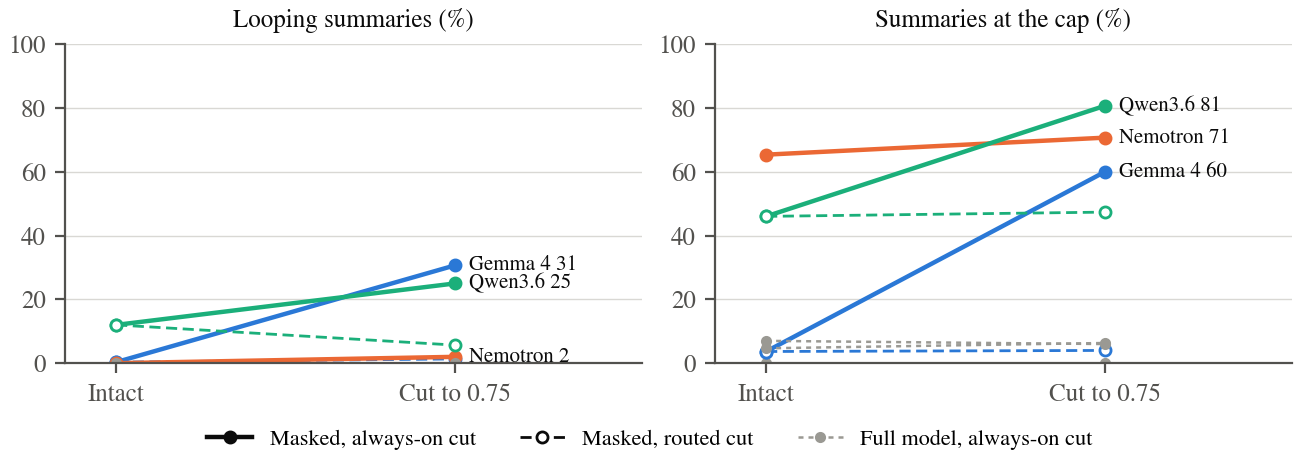 Looping summaries (%)
100
80
60
40
20
0
Gemma 4 31
Qwen3.6 25
Nemotron 2
Intact
Cut to 0.75
Summaries at the cap (%)
100
80
60
40
20
0
Qwen3.6 81
Nemotron 71
Gemma 4 60
Intact
Cut to 0.75
Masked, always-on cut
Masked, routed cut
Full model, always-on cut